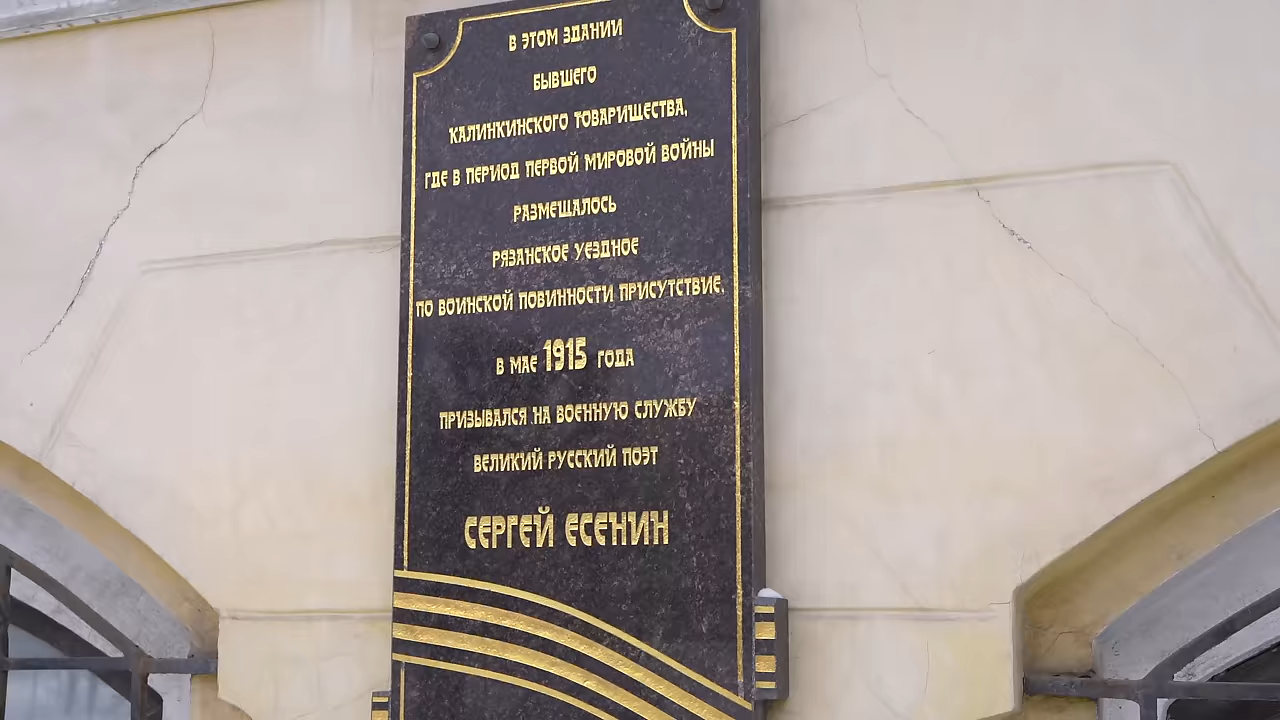 В ЭТОМ ЗДАНИИ
БЫВШЕГО
КАЛИНКИНСКОГО ТОВАРИЩЕСТВА,
ГДЕ В ПЕРИОД ПЕРВОЙ МИРОВОЙ ВОЙНЫ
РАЗМЕЩАЛОСЬ
РЯЗАНСКОЕ УЕЗДНОЕ
ПО ВОИНСКОЙ ПОВИННОСТИ ПРИСУТСТВИЕ,
В МАЕ 1915 ГОДА
ПРИЗЫВАЛСЯ НА ВОЕННУЮ СЛУЖБУ
ВЕЛИКИЙ РУССКИЙ ПОЭТ
СЕРГЕЙ ЕСЕНИН